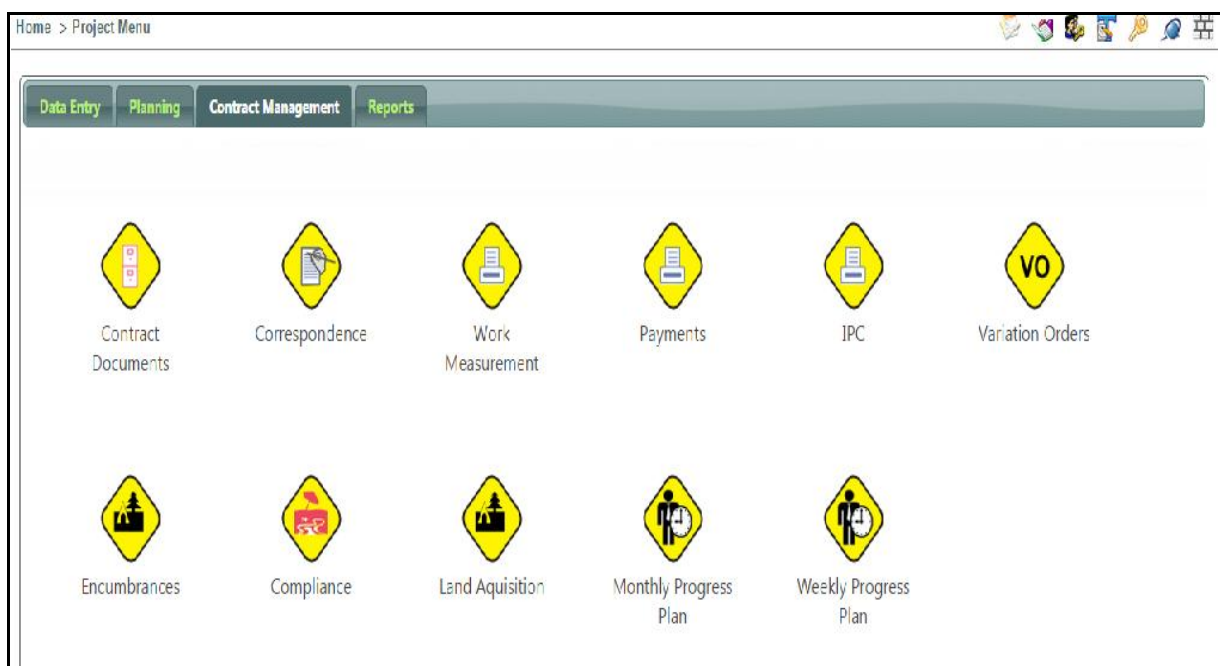 Home > Project Menu
Data Entry Planning Contract Management Reports
VO
Contract Documents
Correspondence
Work Measurement
Payments
IPC
Variation Orders
Encumbrances
Compliance
Land Aquisition
Monthly Progress Plan
Weekly Progress Plan